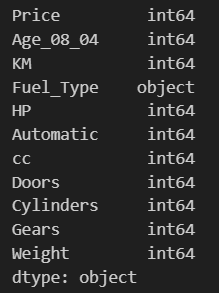 Price int64
Age_08_04 int64
KM int64
Fuel_Type object
HP int64
Automatic int64
cc int64
Doors int64
Cylinders int64
Gears int64
Weight int64
dtype: object